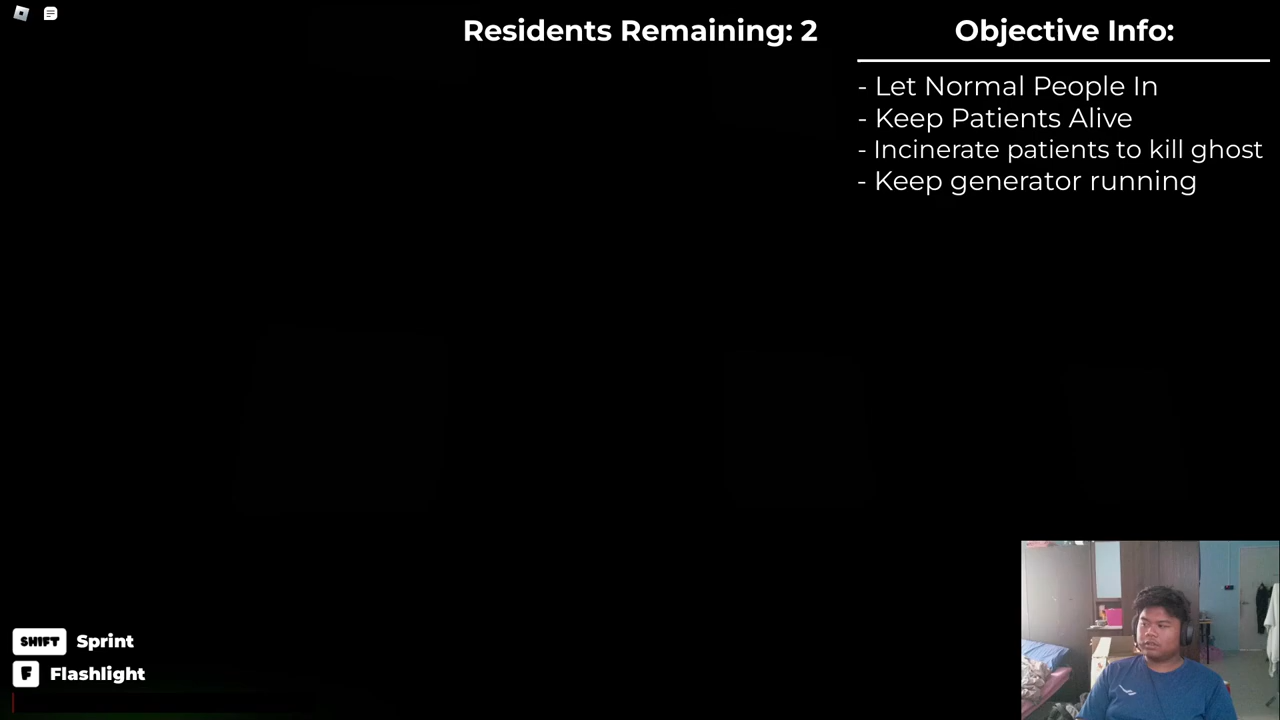 Residents Remaining: 2
Objective Info:
- Let Normal People In
- Keep Patients Alive
- Incinerate patients to kill ghost
- Keep generator running
SHIFT Sprint
F Flashlight